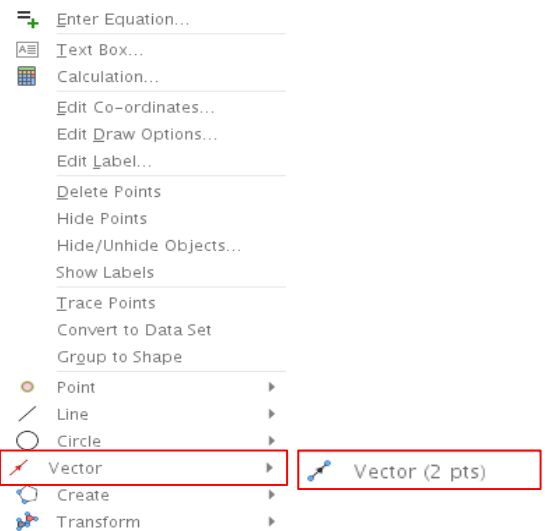 Enter Equation...
Text Box...
Calculation...
Edit Co-ordinates...
Edit Draw Options...
Edit Label...
Delete Points
Hide Points
Hide/Unhide Objects...
Show Labels
Trace Points
Convert to Data Set
Group to Shape
Point
Line
Circle
Vector
Vector (2 pts)
Create
Transform